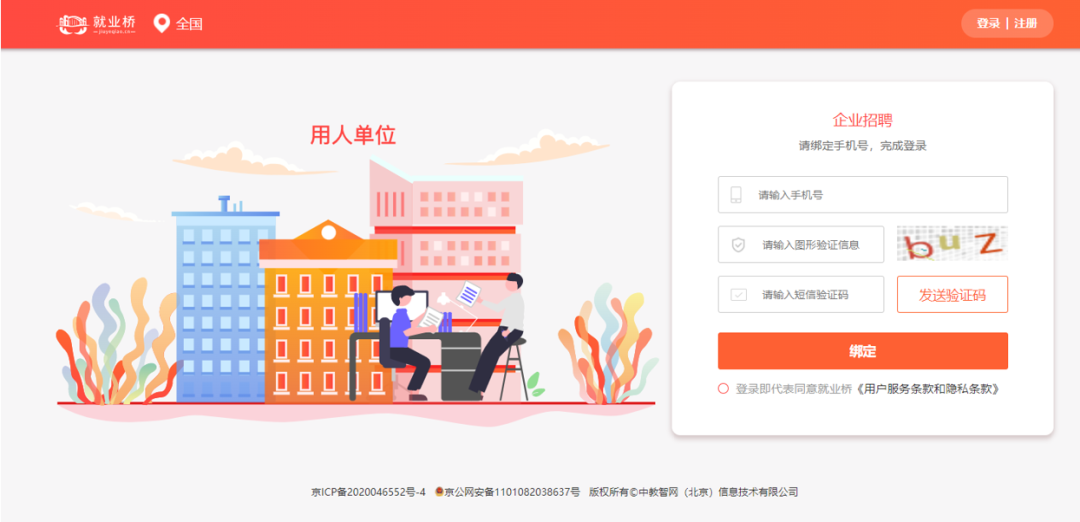 就业桥
jiuyeqiao.cn
全国
登录 | 注册
用人单位
企业招聘
请绑定手机号，完成登录
请输入手机号
请输入图形验证信息
buz
请输入短信验证码
发送验证码
绑定
登录即代表同意就业桥《用户服务条款和隐私条款》
京ICP备2020046552号-4 京公网安备1101082038637号 版权所有©中教智网（北京）信息技术有限公司